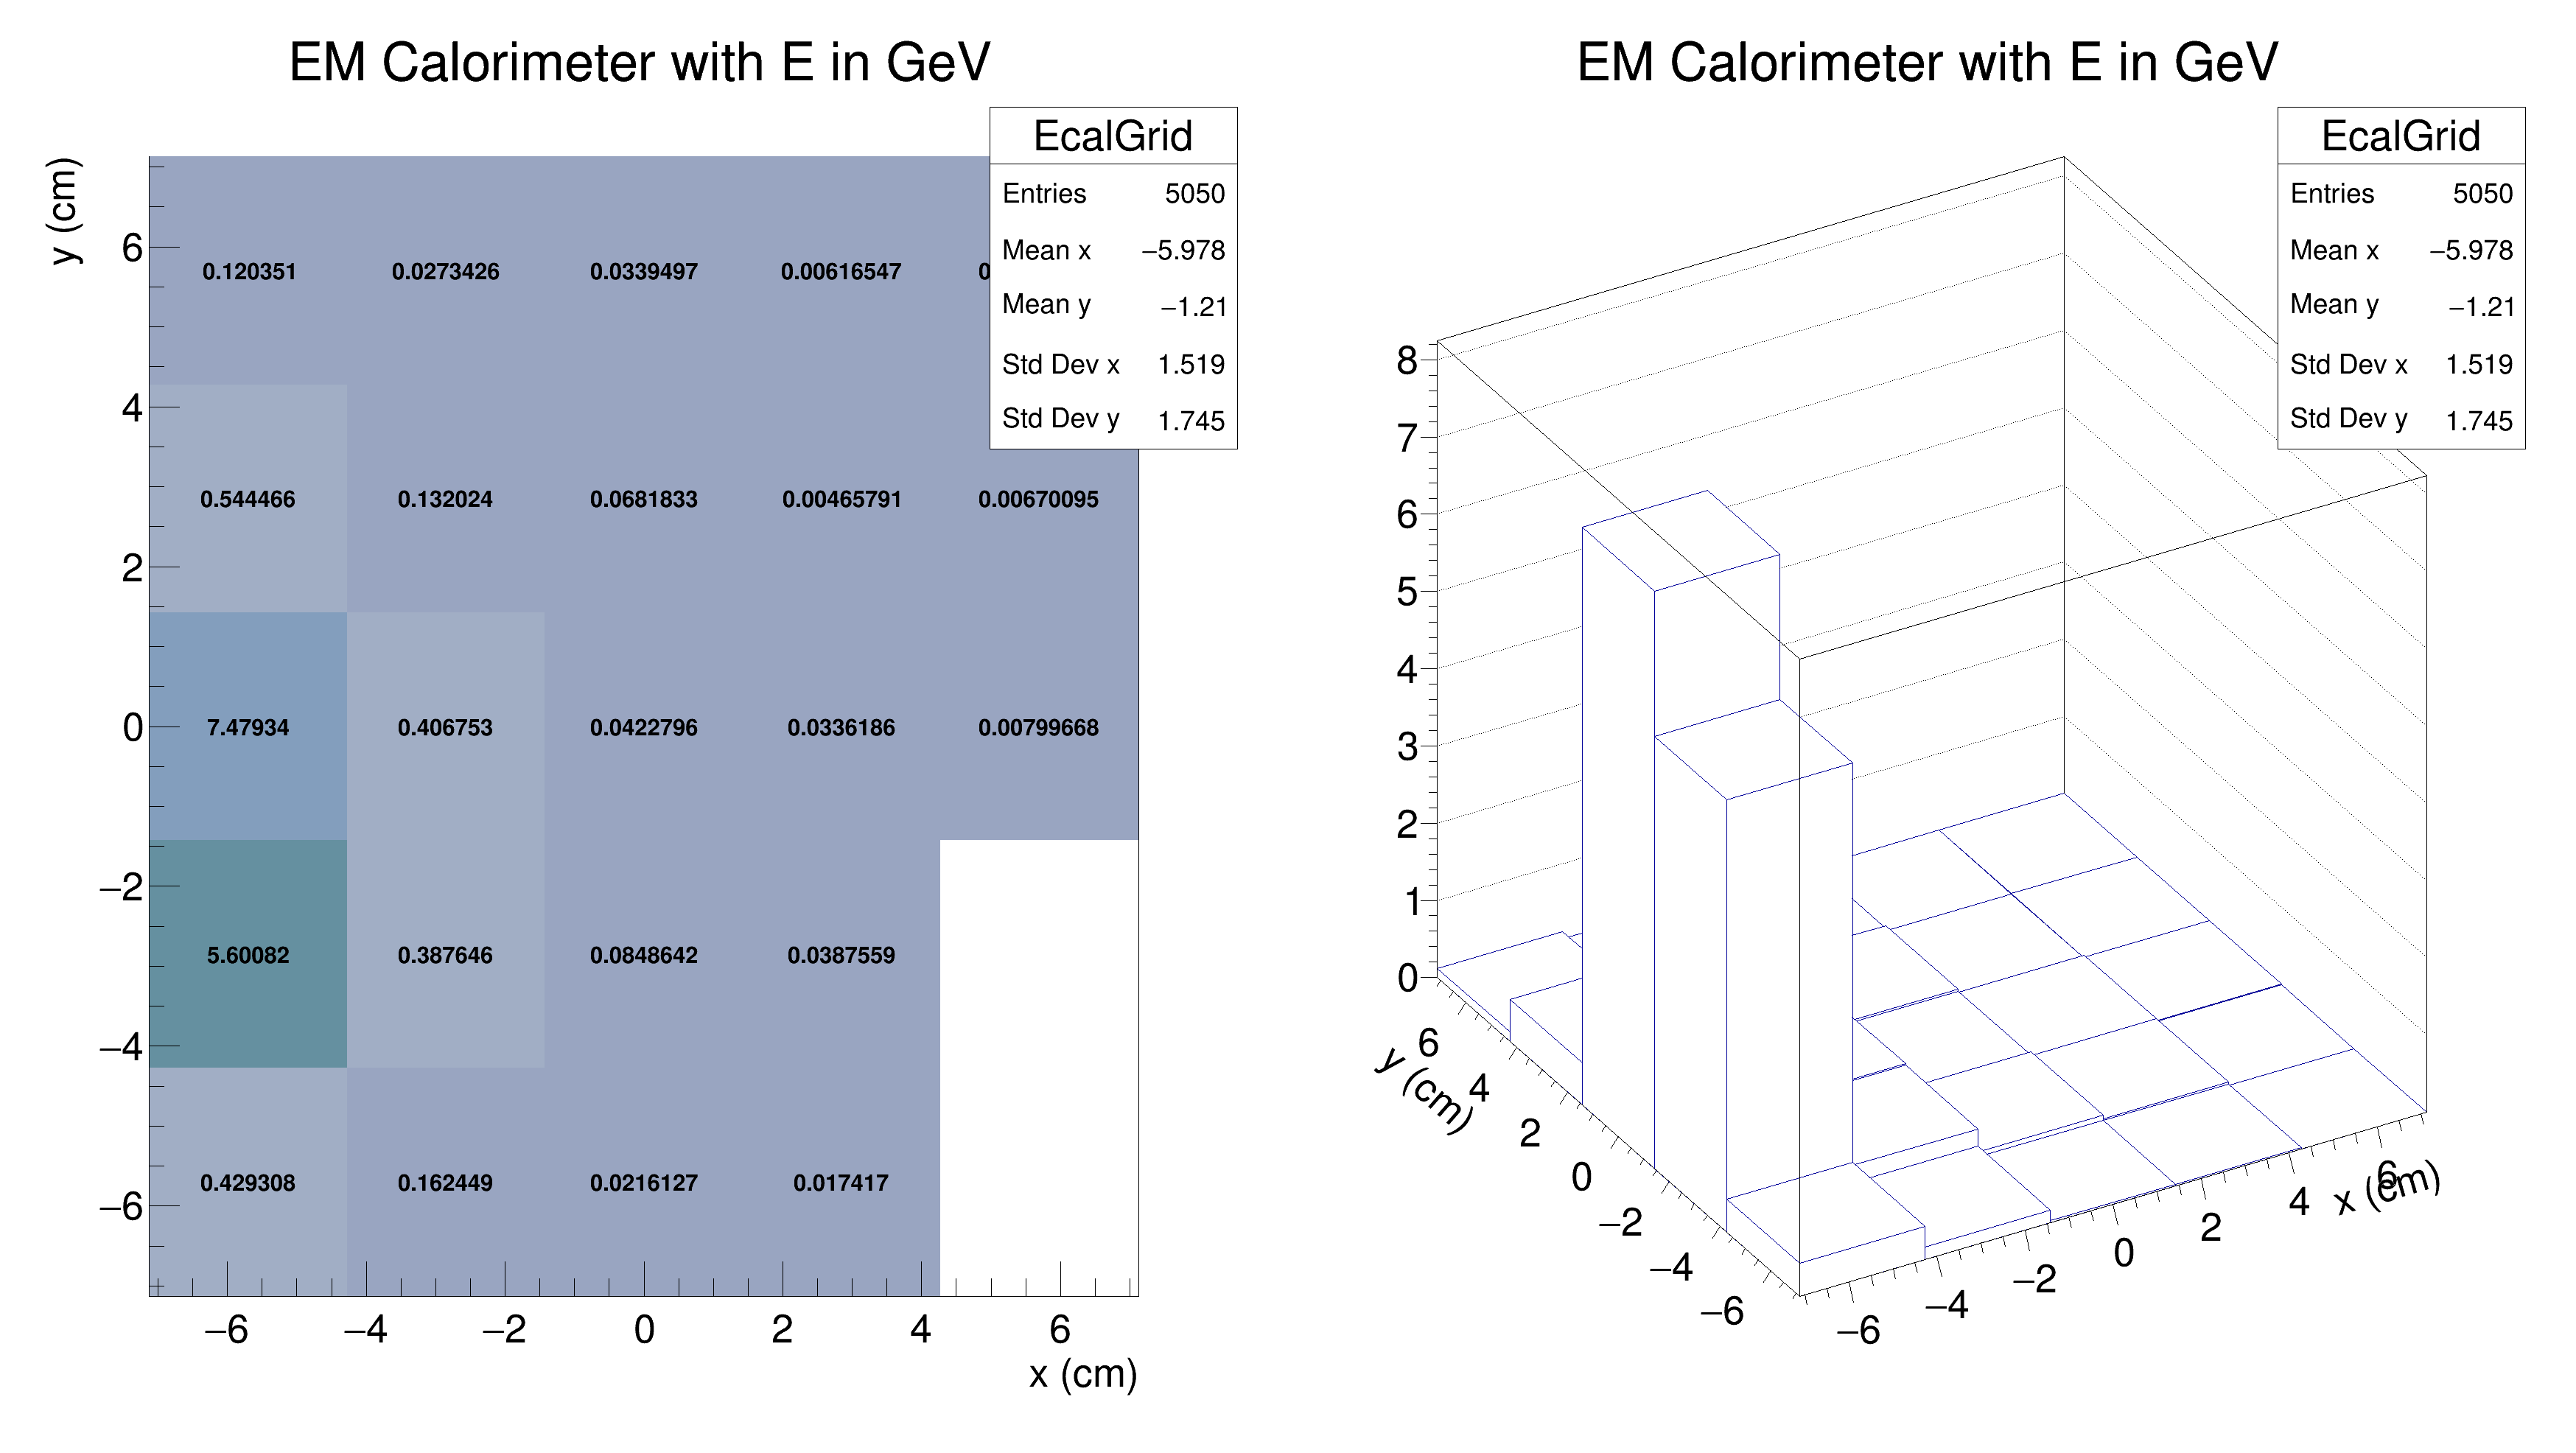 EM Calorimeter with E in GeV
EcalGrid
Entries 5050
Mean x −5.978
Mean y −1.21
Std Dev x 1.519
Std Dev y 1.745
y (cm)
6
4
2
0
−2
−4
−6
0.120351 0.0273426 0.0339497 0.00616547
0.544466 0.132024 0.0681833 0.00465791 0.00670095
7.47934 0.406753 0.0422796 0.0336186 0.00799668
5.60082 0.387646 0.0848642 0.0387559
0.429308 0.162449 0.0216127 0.017417
−6 −4 −2 0 2 4 6
x (cm)
EM Calorimeter with E in GeV
EcalGrid
Entries 5050
Mean x −5.978
Mean y −1.21
Std Dev x 1.519
Std Dev y 1.745
8
7
6
5
4
3
2
1
0
6
4
2
0
−2
−4
−6
y (cm)
−6
−4
−2
0
2
4
6
x (cm)